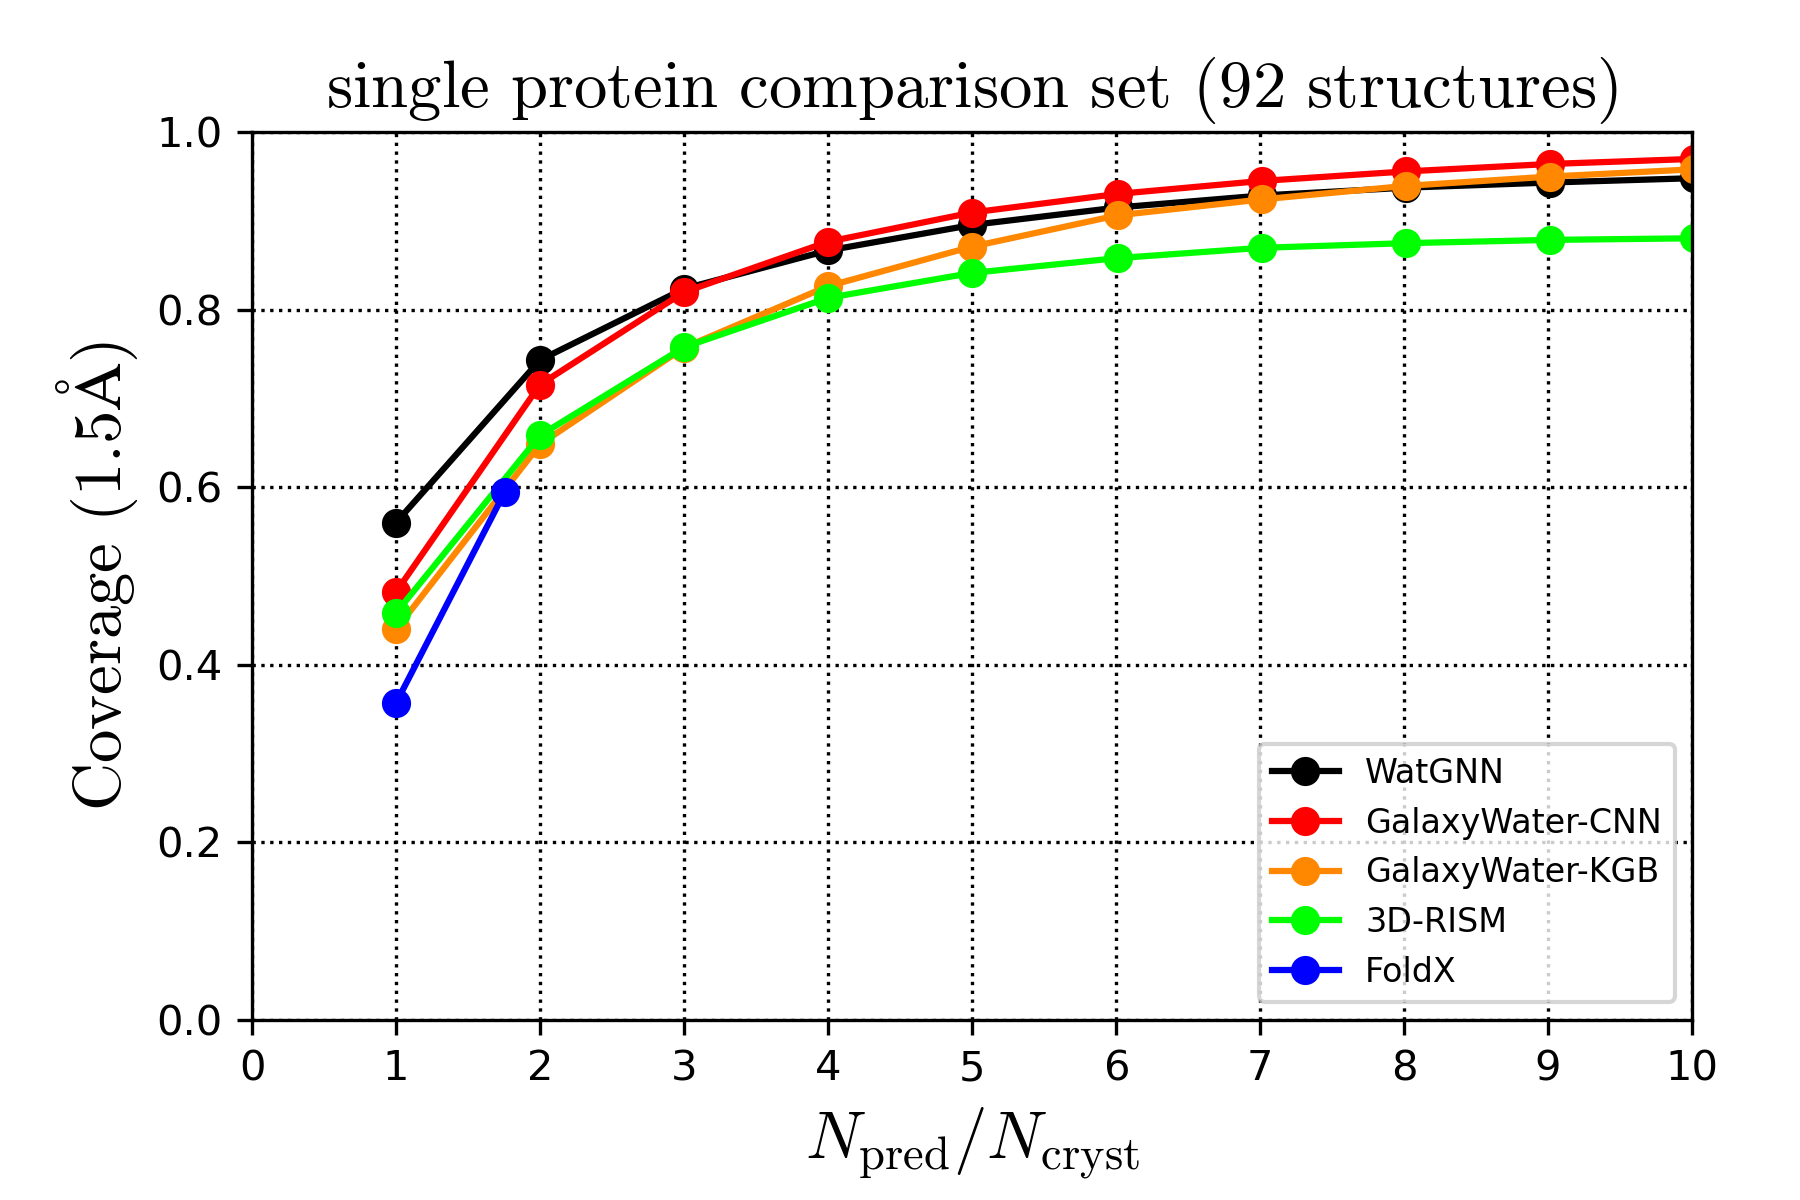 single protein comparison set (92 structures)
1.0
0.8
0.6
0.4
0.2
0.0
Coverage (1.5Å)
0 1 2 3 4 5 6 7 8 9 10
N_pred/N_cryst
WatGNN
GalaxyWater-CNN
GalaxyWater-KGB
3D-RISM
FoldX